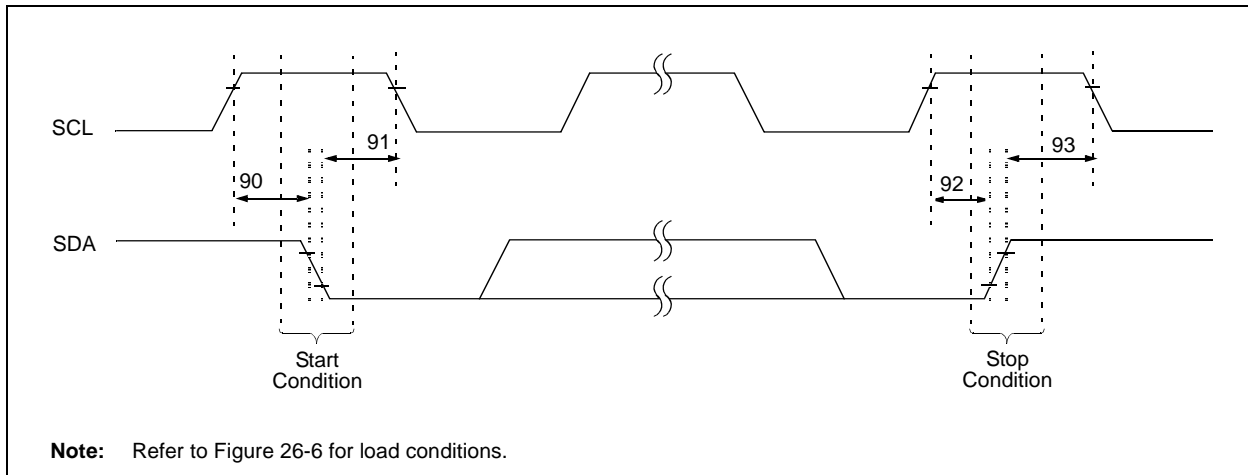 SCL
91
93
90
92
SDA
Start
Condition
Stop
Condition
Note: Refer to Figure 26-6 for load conditions.